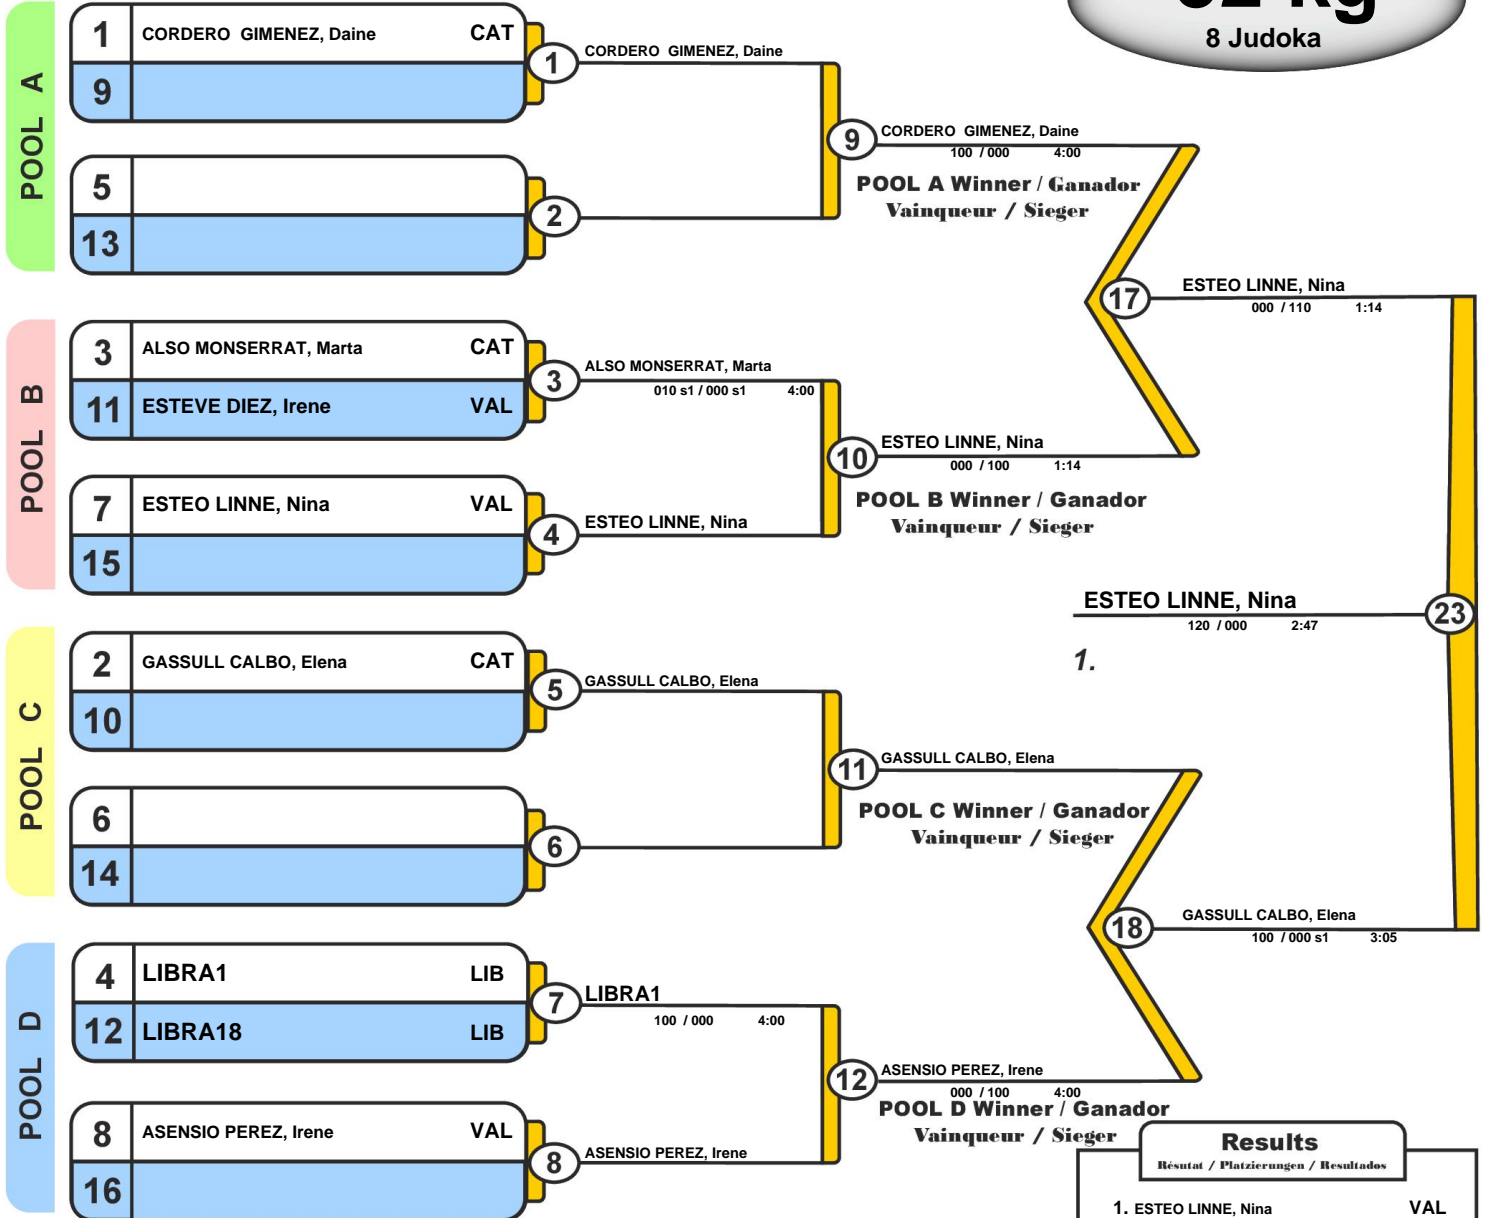 8 Judoka
POOL A
1 CORDERO GIMENEZ, Daine CAT
9
5
13
1 CORDERO GIMENEZ, Daine
2
9 CORDERO GIMENEZ, Daine
100 / 000 4:00
POOL A Winner / Ganador
Vainqueur / Sieger
POOL B
3 ALSO MONSERRAT, Marta CAT
11 ESTEVE DIEZ, Irene VAL
7 ESTEO LINNE, Nina VAL
15
3 ALSO MONSERRAT, Marta
010 s1 / 000 s1 4:00
4 ESTEO LINNE, Nina
10 ESTEO LINNE, Nina
000 / 100 1:14
POOL B Winner / Ganador
Vainqueur / Sieger
17 ESTEO LINNE, Nina
000 / 110 1:14
ESTEO LINNE, Nina 23
120 / 000 2:47
1.
POOL C
2 GASSULL CALBO, Elena CAT
10
6
14
5 GASSULL CALBO, Elena
6
11 GASSULL CALBO, Elena
POOL C Winner / Ganador
Vainqueur / Sieger
18 GASSULL CALBO, Elena
100 / 000 s1 3:05
POOL D
4 LIBRA1 LIB
12 LIBRA18 LIB
8 ASENSIO PEREZ, Irene VAL
16
7 LIBRA1
100 / 000 4:00
8 ASENSIO PEREZ, Irene
12 ASENSIO PEREZ, Irene
000 / 100 4:00
POOL D Winner / Ganador
Vainqueur / Sieger
Results
Résutat / Platzierungen / Resultados
1. ESTEO LINNE, Nina VAL